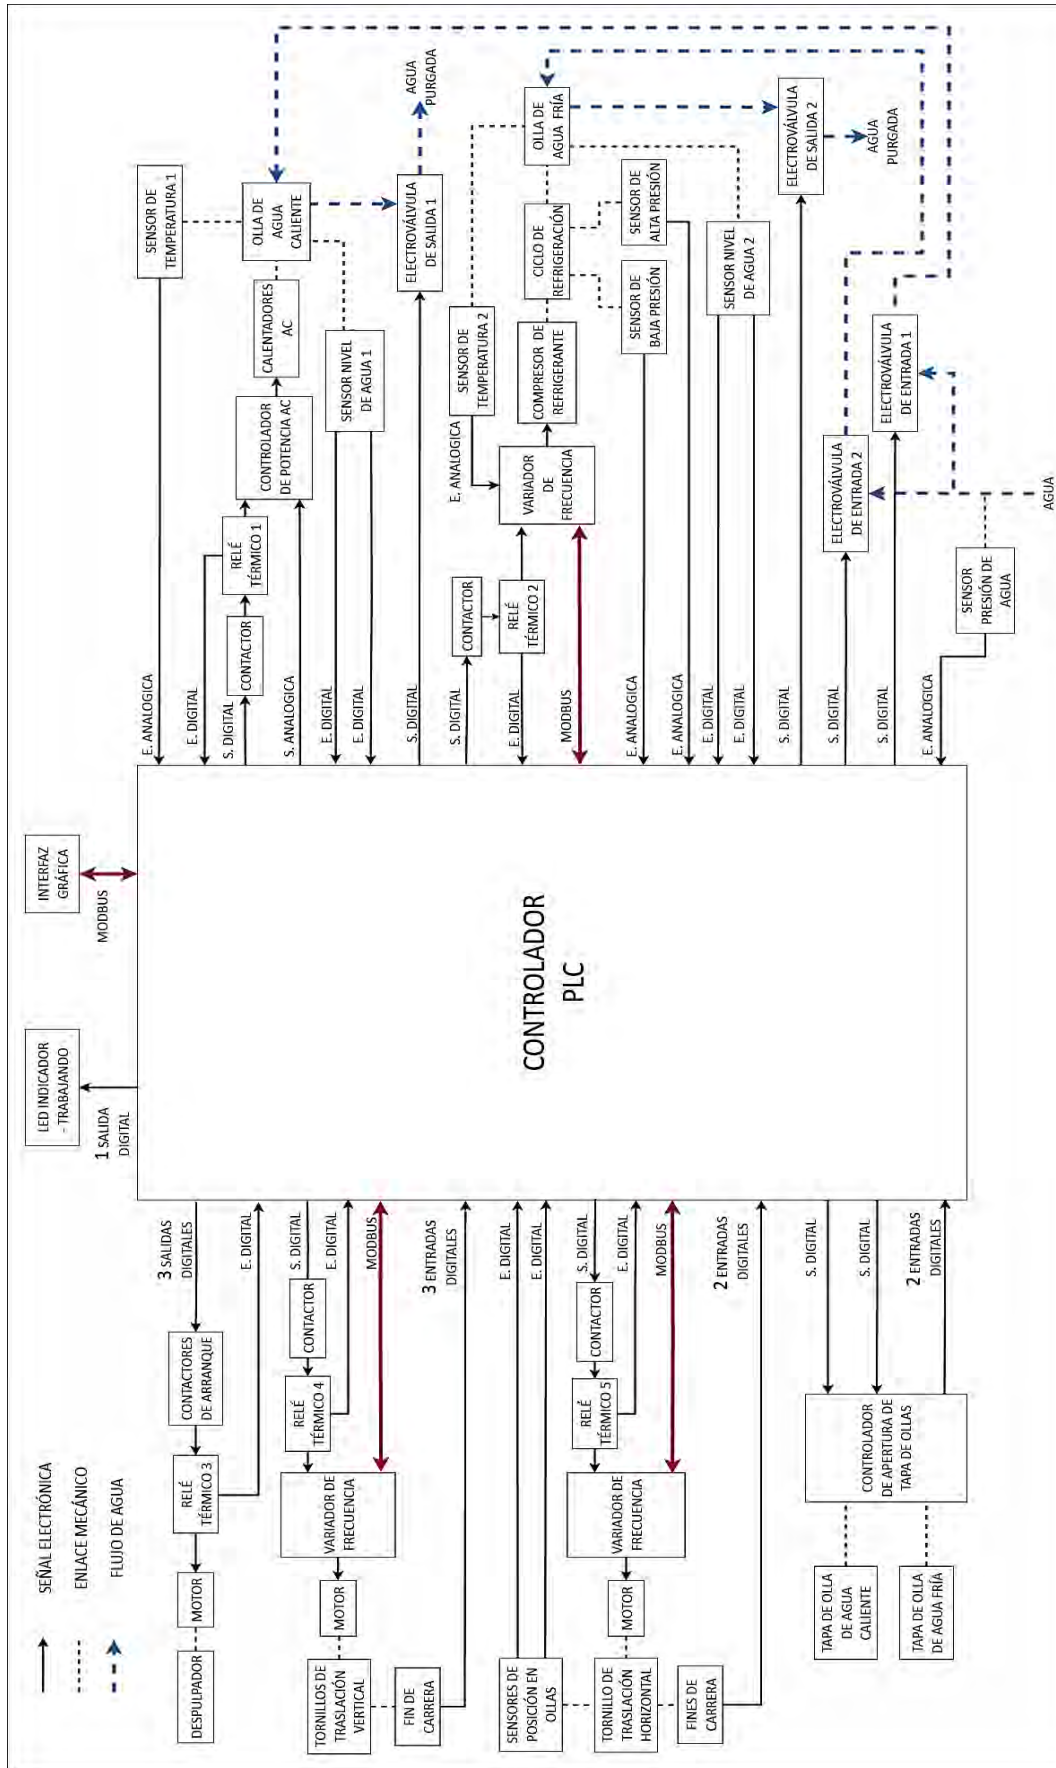 SEÑAL ELECTRÓNICA
ENLACE MECÁNICO
FLUJO DE AGUA
DESPULPADOR
MOTOR
RELÉ
TÉRMICO 3
CONTACTORES
DE ARRANQUE
3 SALIDAS
DIGITALES
E. DIGITAL
TORNILLOS DE
TRASLACIÓN
VERTICAL
MOTOR
VARIADOR DE
FRECUENCIA
RELÉ
TÉRMICO 4
CONTACTOR
S. DIGITAL
E. DIGITAL
MODBUS
FIN DE
CARRERA
3 ENTRADAS
DIGITALES
SENSORES DE
POSICIÓN EN
OLLAS
E. DIGITAL
E. DIGITAL
TORNILLO DE
TRASLACIÓN
HORIZONTAL
MOTOR
VARIADOR DE
FRECUENCIA
RELÉ
TÉRMICO 5
CONTACTOR
S. DIGITAL
E. DIGITAL
MODBUS
FINES DE
CARRERA
2 ENTRADAS
DIGITALES
TAPA DE OLLA
DE AGUA
CALIENTE
TAPA DE OLLA
DE AGUA FRÍA
CONTROLADOR
DE APERTURA DE
TAPA DE OLLAS
S. DIGITAL
S. DIGITAL
2 ENTRADAS
DIGITALES
LED INDICADOR
- TRABAJANDO
1 SALIDA
DIGITAL
INTERFAZ
GRÁFICA
MODBUS
CONTROLADOR
PLC
E. ANALOGICA
SENSOR DE
TEMPERATURA 1
E. DIGITAL
S. DIGITAL
CONTACTOR
RELÉ
TÉRMICO 1
S. ANALOGICA
CONTROLADOR
DE POTENCIA AC
CALENTADORES
AC
OLLA DE
AGUA
CALIENTE
E. DIGITAL
E. DIGITAL
SENSOR NIVEL
DE AGUA 1
S. DIGITAL
ELECTROVÁLVULA
DE SALIDA 1
AGUA
PURGADA
S. DIGITAL
CONTACTOR
E. DIGITAL
RELÉ
TÉRMICO 2
E. ANALOGICA
SENSOR DE
TEMPERATURA 2
MODBUS
VARIADOR
DE
FRECUENCIA
COMPRESOR DE
REFRIGERANTE
CICLO DE
REFRIGERACIÓN
OLLA DE
AGUA FRÍA
E. ANALOGICA
SENSOR DE
BAJA PRESIÓN
E. ANALOGICA
SENSOR DE
ALTA PRESIÓN
E. DIGITAL
E. DIGITAL
SENSOR NIVEL
DE AGUA 2
S. DIGITAL
ELECTROVÁLVULA
DE SALIDA 2
AGUA
PURGADA
S. DIGITAL
ELECTROVÁLVULA
DE ENTRADA 2
S. DIGITAL
ELECTROVÁLVULA
DE ENTRADA 1
E. ANALOGICA
SENSOR
PRESIÓN DE
AGUA
AGUA